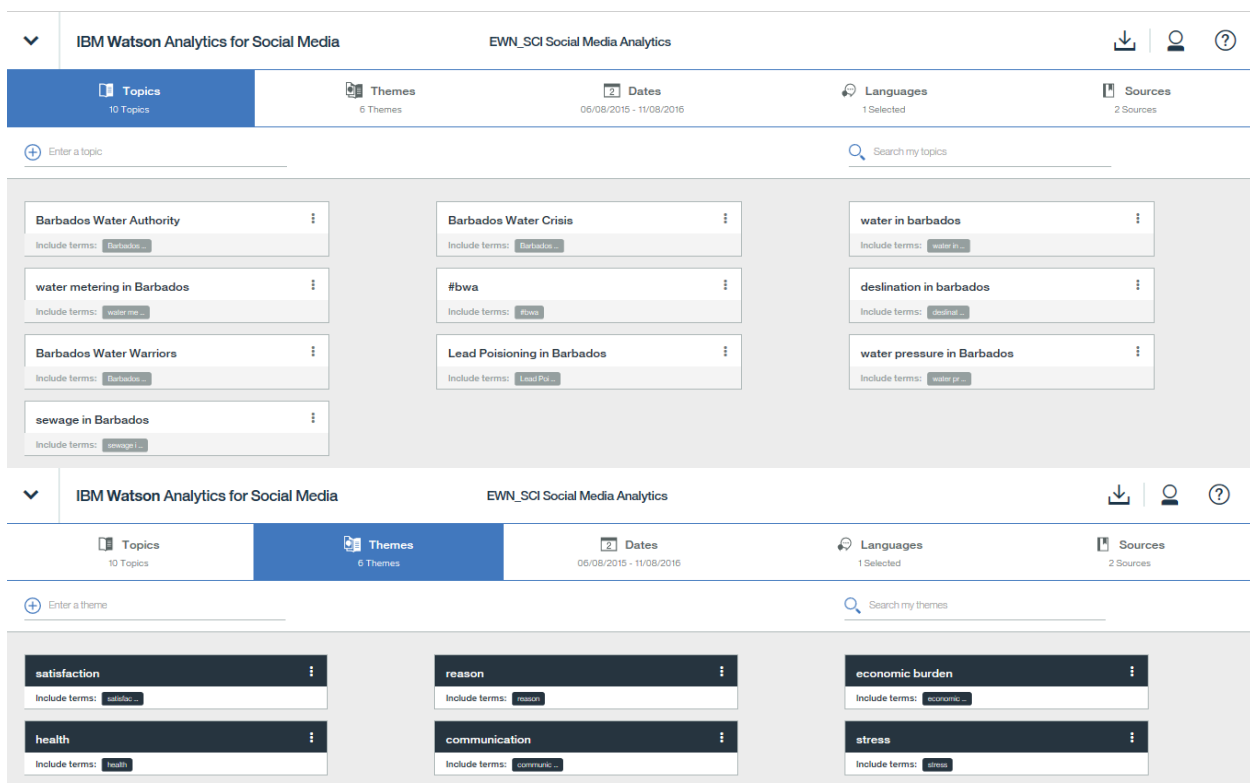 IBM Watson Analytics for Social Media EWN_SCI Social Media Analytics
Topics Themes Dates Languages Sources
10 Topics 6 Themes 06/08/2015 - 11/08/2016 1 Selected 2 Sources
Enter a topic Search my topics
Barbados Water Authority Barbados Water Crisis water in barbados
Include terms: Barbados ... Include terms: Barbados ... Include terms: water in ...
water metering in Barbados #bwa deslination in barbados
Include terms: water me ... Include terms: #bwa Include terms: deslinat ...
Barbados Water Warriors Lead Poisioning in Barbados water pressure in Barbados
Include terms: Barbados ... Include terms: Lead Poi ... Include terms: water pr ...
sewage in Barbados
Include terms: sewage i ...
IBM Watson Analytics for Social Media EWN_SCI Social Media Analytics
Topics Themes Dates Languages Sources
10 Topics 6 Themes 06/08/2015 - 11/08/2016 1 Selected 2 Sources
Enter a theme Search my themes
satisfaction reason economic burden
Include terms: satisfac ... Include terms: reason Include terms: economic ...
health communication stress
Include terms: health Include terms: communic ... Include terms: stress